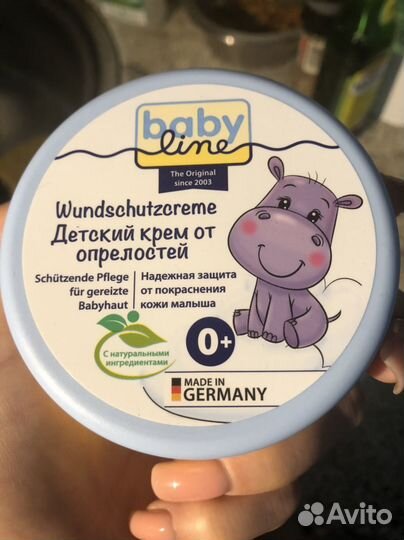 baby
line
The Original
since 2003
Wundschutzcreme
Детский крем от
опрелостей
Schützende Pflege
für gereizte
Babyhaut
Надежная защита
от покраснения
кожи малыша
С натуральными
ингредиентами
0+
MADE IN
GERMANY
Avito